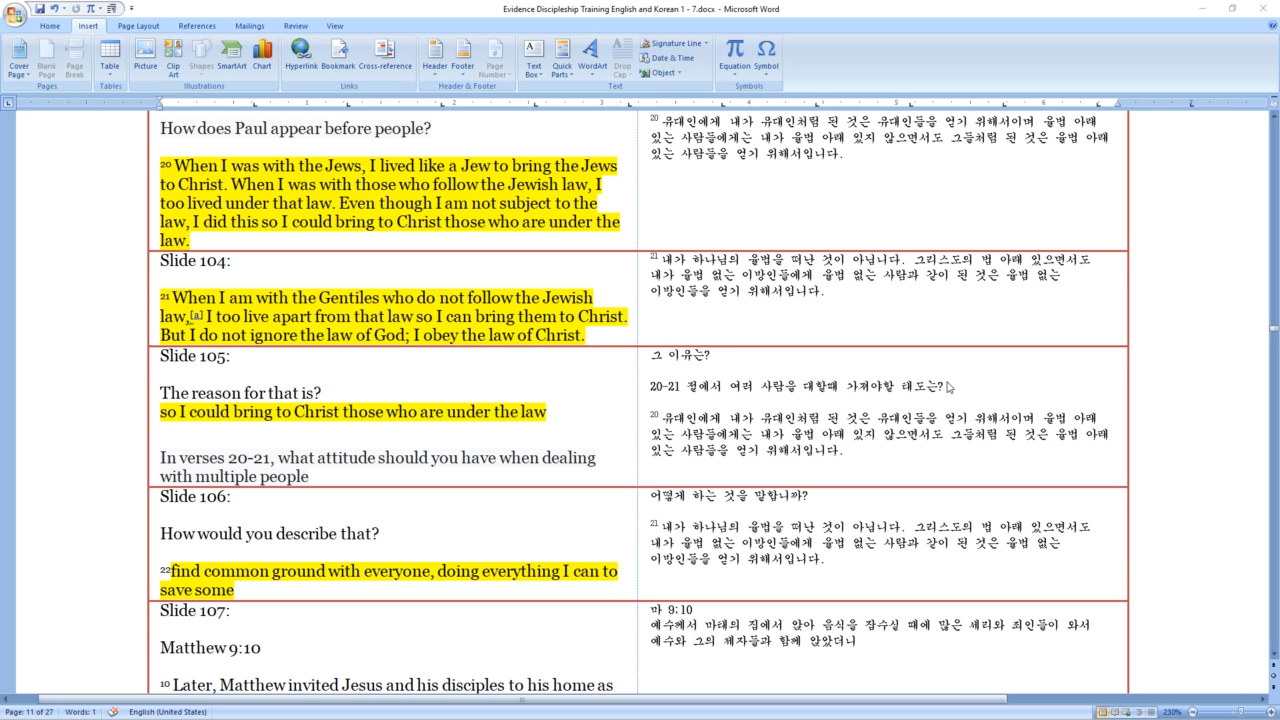 Evidence Discipleship Training English and Korean 1 - 7.docx - Microsoft Word
Home Insert Page Layout References Mailings Review View
Cover Page Blank Page Page Break Table Picture Clip Art Shapes SmartArt Chart Hyperlink Bookmark Cross-reference Header Footer Page Number Text Box Quick Parts WordArt Drop Cap Signature Line Date & Time Object Equation Symbol
Pages Tables Illustrations Links Header & Footer Text Symbols
1 2 3 5 6 7
How does Paul appear before people?
20 When I was with the Jews, I lived like a Jew to bring the Jews
to Christ. When I was with those who follow the Jewish law, I
too lived under that law. Even though I am not subject to the
law, I did this so I could bring to Christ those who are under the
law.
20 유대인에게 내가 유대인처럼 된 것은 유대인들을 얻기 위해서이며 율법 아래
있는 사람들에게는 내가 율법 아래 있지 않으면서도 그들처럼 된 것은 율법 아래
있는 사람들을 얻기 위해서입니다.
Slide 104:
21 When I am with the Gentiles who do not follow the Jewish
law,[a] I too live apart from that law so I can bring them to Christ.
But I do not ignore the law of God; I obey the law of Christ.
21 내가 하나님의 율법을 떠난 것이 아닙니다. 그리스도의 법 아래 있으면서도
내가 율법 없는 이방인들에게 율법 없는 사람과 같이 된 것은 율법 없는
이방인들을 얻기 위해서입니다.
Slide 105:
The reason for that is?
so I could bring to Christ those who are under the law
In verses 20-21, what attitude should you have when dealing
with multiple people
그 이유는?
20-21 절에서 여러 사람을 대할때 가져야할 태도는?
20 유대인에게 내가 유대인처럼 된 것은 유대인들을 얻기 위해서이며 율법 아래
있는 사람들에게는 내가 율법 아래 있지 않으면서도 그들처럼 된 것은 율법 아래
있는 사람들을 얻기 위해서입니다.
Slide 106:
How would you describe that?
22find common ground with everyone, doing everything I can to
save some
어떻게 하는 것을 말합니까?
21 내가 하나님의 율법을 떠난 것이 아닙니다. 그리스도의 법 아래 있으면서도
내가 율법 없는 이방인들에게 율법 없는 사람과 같이 된 것은 율법 없는
이방인들을 얻기 위해서입니다.
Slide 107:
Matthew 9:10
10 Later, Matthew invited Jesus and his disciples to his home as
마 9:10
예수께서 마태의 집에서 앉아 음식을 잡수실 때에 많은 세리와 죄인들이 와서
예수와 그의 제자들과 함께 앉았더니
Page: 11 of 27 Words: 1 English (United States) 230%